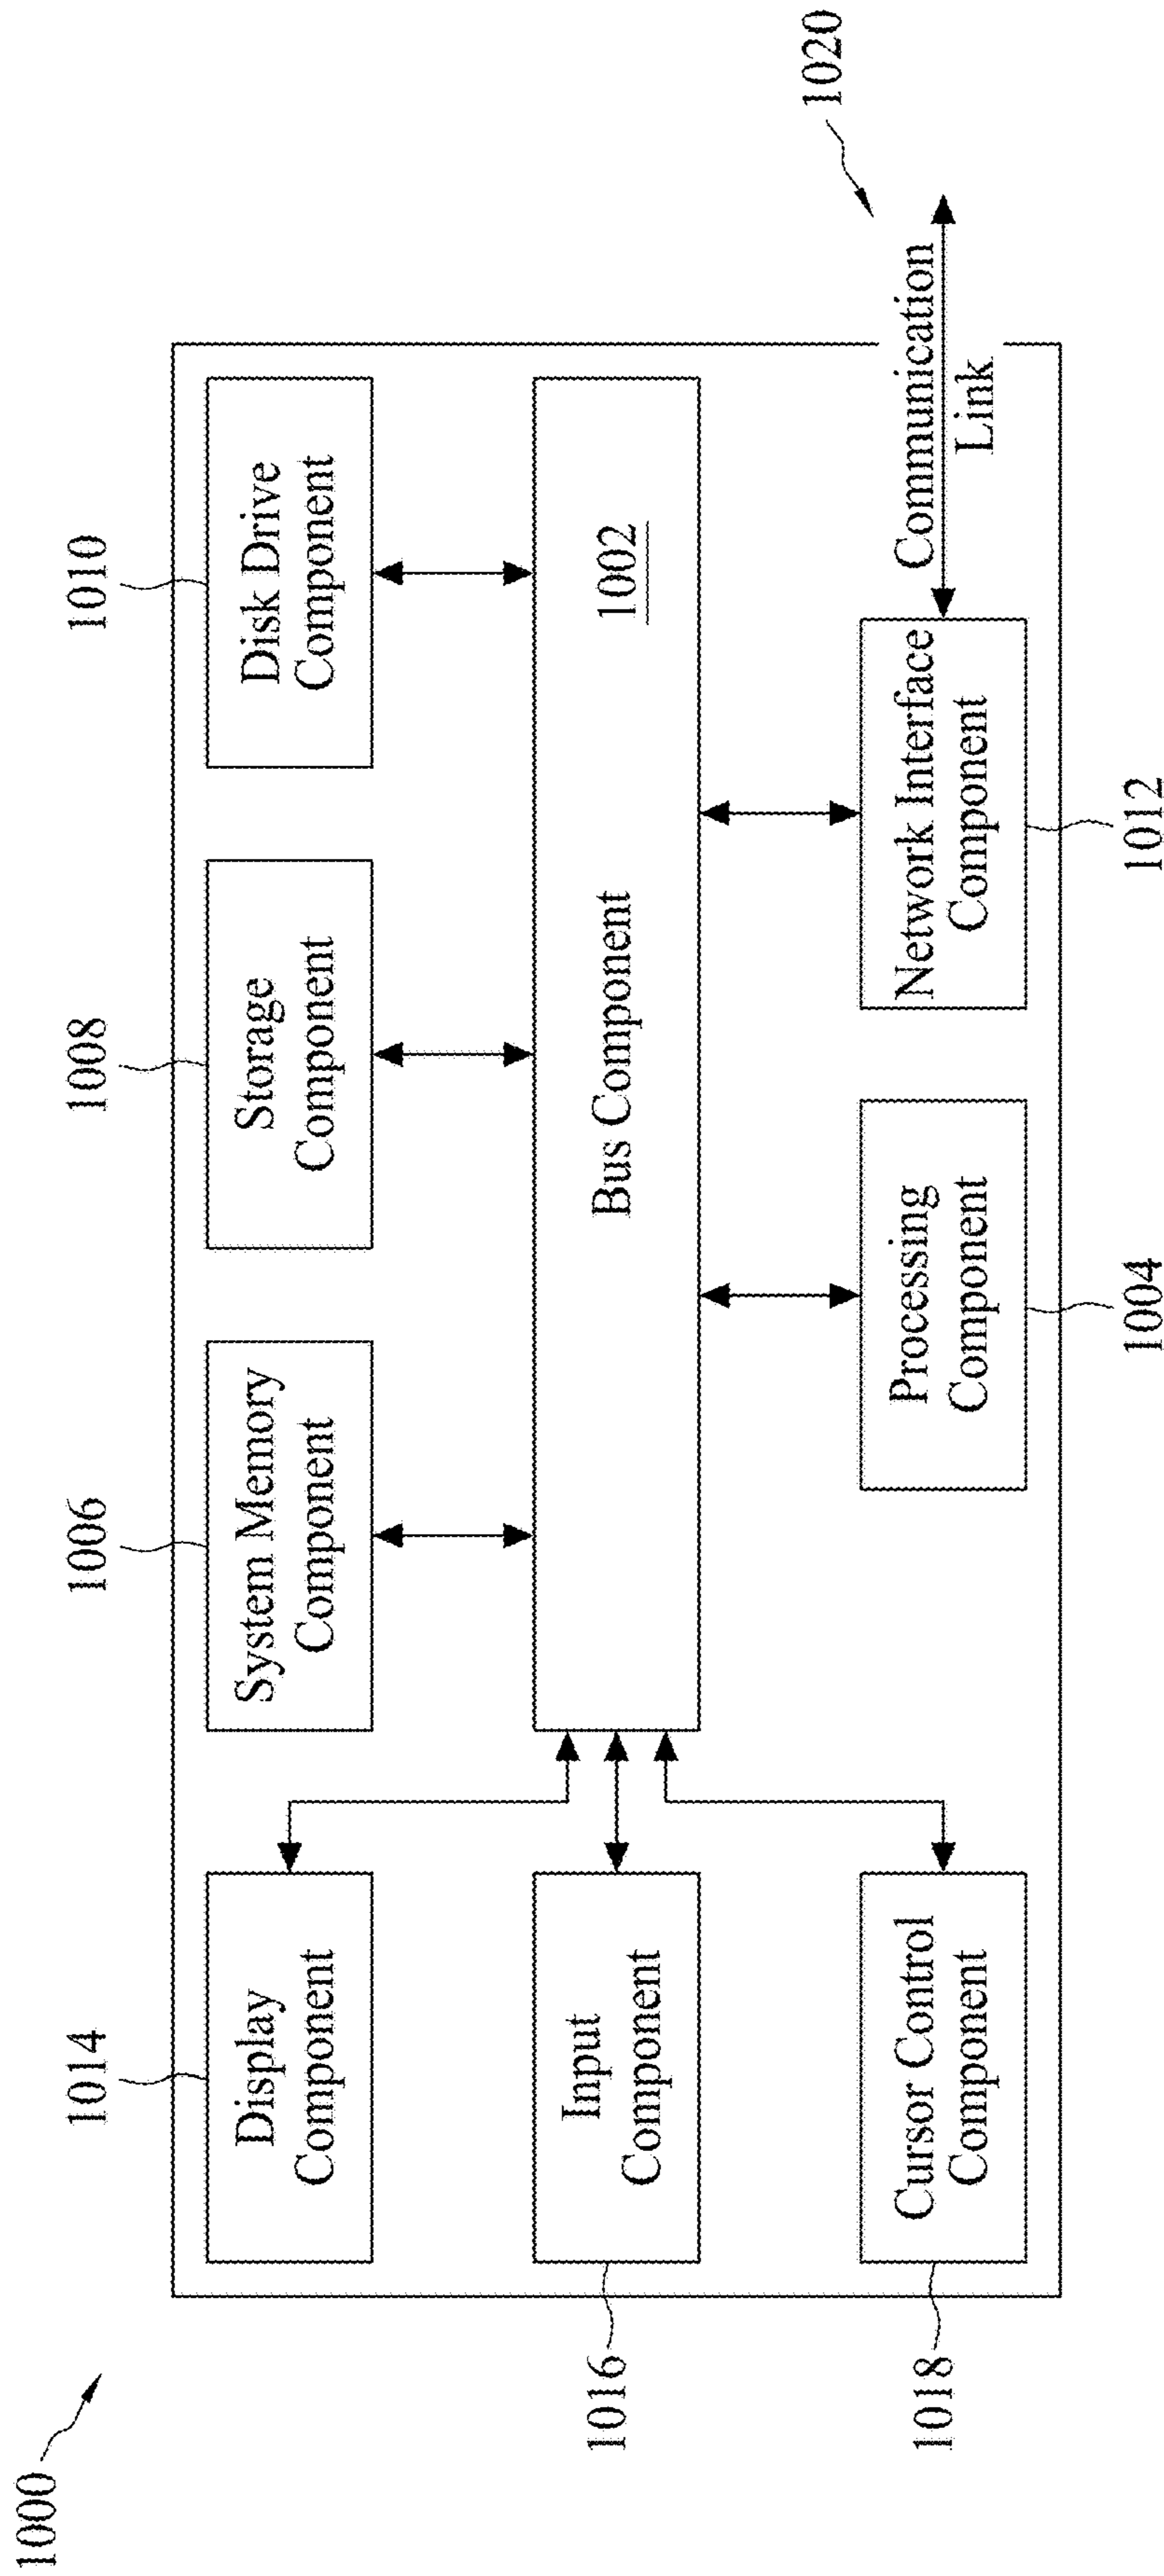 1000
1014
1006
1008
1010
Display
Component
System Memory
Component
Storage
Component
Disk Drive
Component
1016
Input
Component
Bus Component
1002
1018
Cursor Control
Component
Processing
Component
Network Interface
Component
Communication
Link
1020
1004
1012